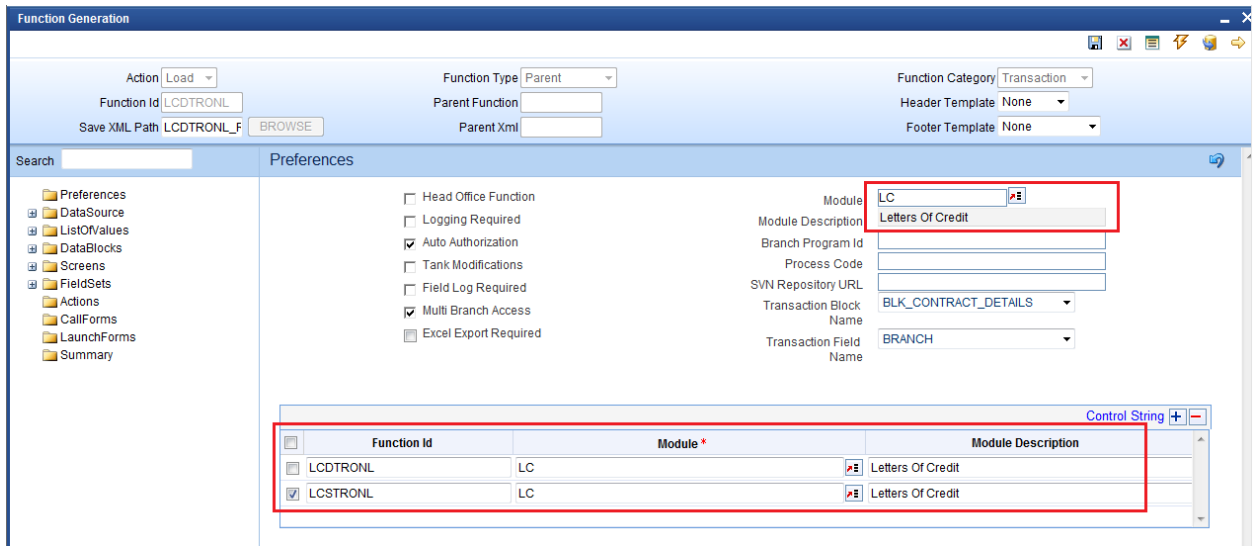 Function Generation
Action Load Function Type Parent Function Category Transaction
Function Id LCDTRONL Parent Function Header Template None
Save XML Path LCDTRONL_F BROWSE Parent Xml Footer Template None
Search Preferences
Preferences
DataSource
ListOfValues
DataBlocks
Screens
FieldSets
Actions
CallForms
LaunchForms
Summary
Head Office Function
Logging Required
Auto Authorization
Tank Modifications
Field Log Required
Multi Branch Access
Excel Export Required
Module LC
Module Description Letters Of Credit
Branch Program Id
Process Code
SVN Repository URL
Transaction Block BLK_CONTRACT_DETAILS
Name
Transaction Field BRANCH
Name
Control String
Function Id Module * Module Description
LCDTRONL LC Letters Of Credit
LCSTRONL LC Letters Of Credit